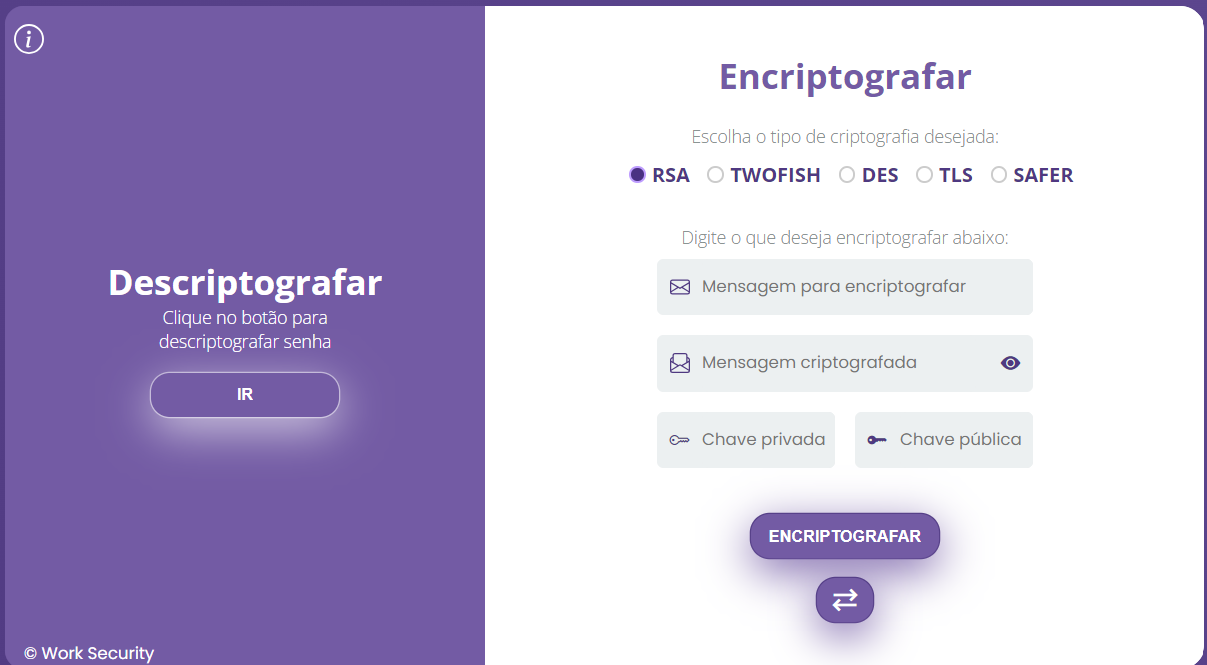 i
Descriptografar
Clique no botão para
descriptografar senha
IR
© Work Security
Encriptografar
Escolha o tipo de criptografia desejada:
RSA TWOFISH DES TLS SAFER
Digite o que deseja encriptografar abaixo:
Mensagem para encriptografar
Mensagem criptografada
Chave privada Chave pública
ENCRIPTOGRAFAR